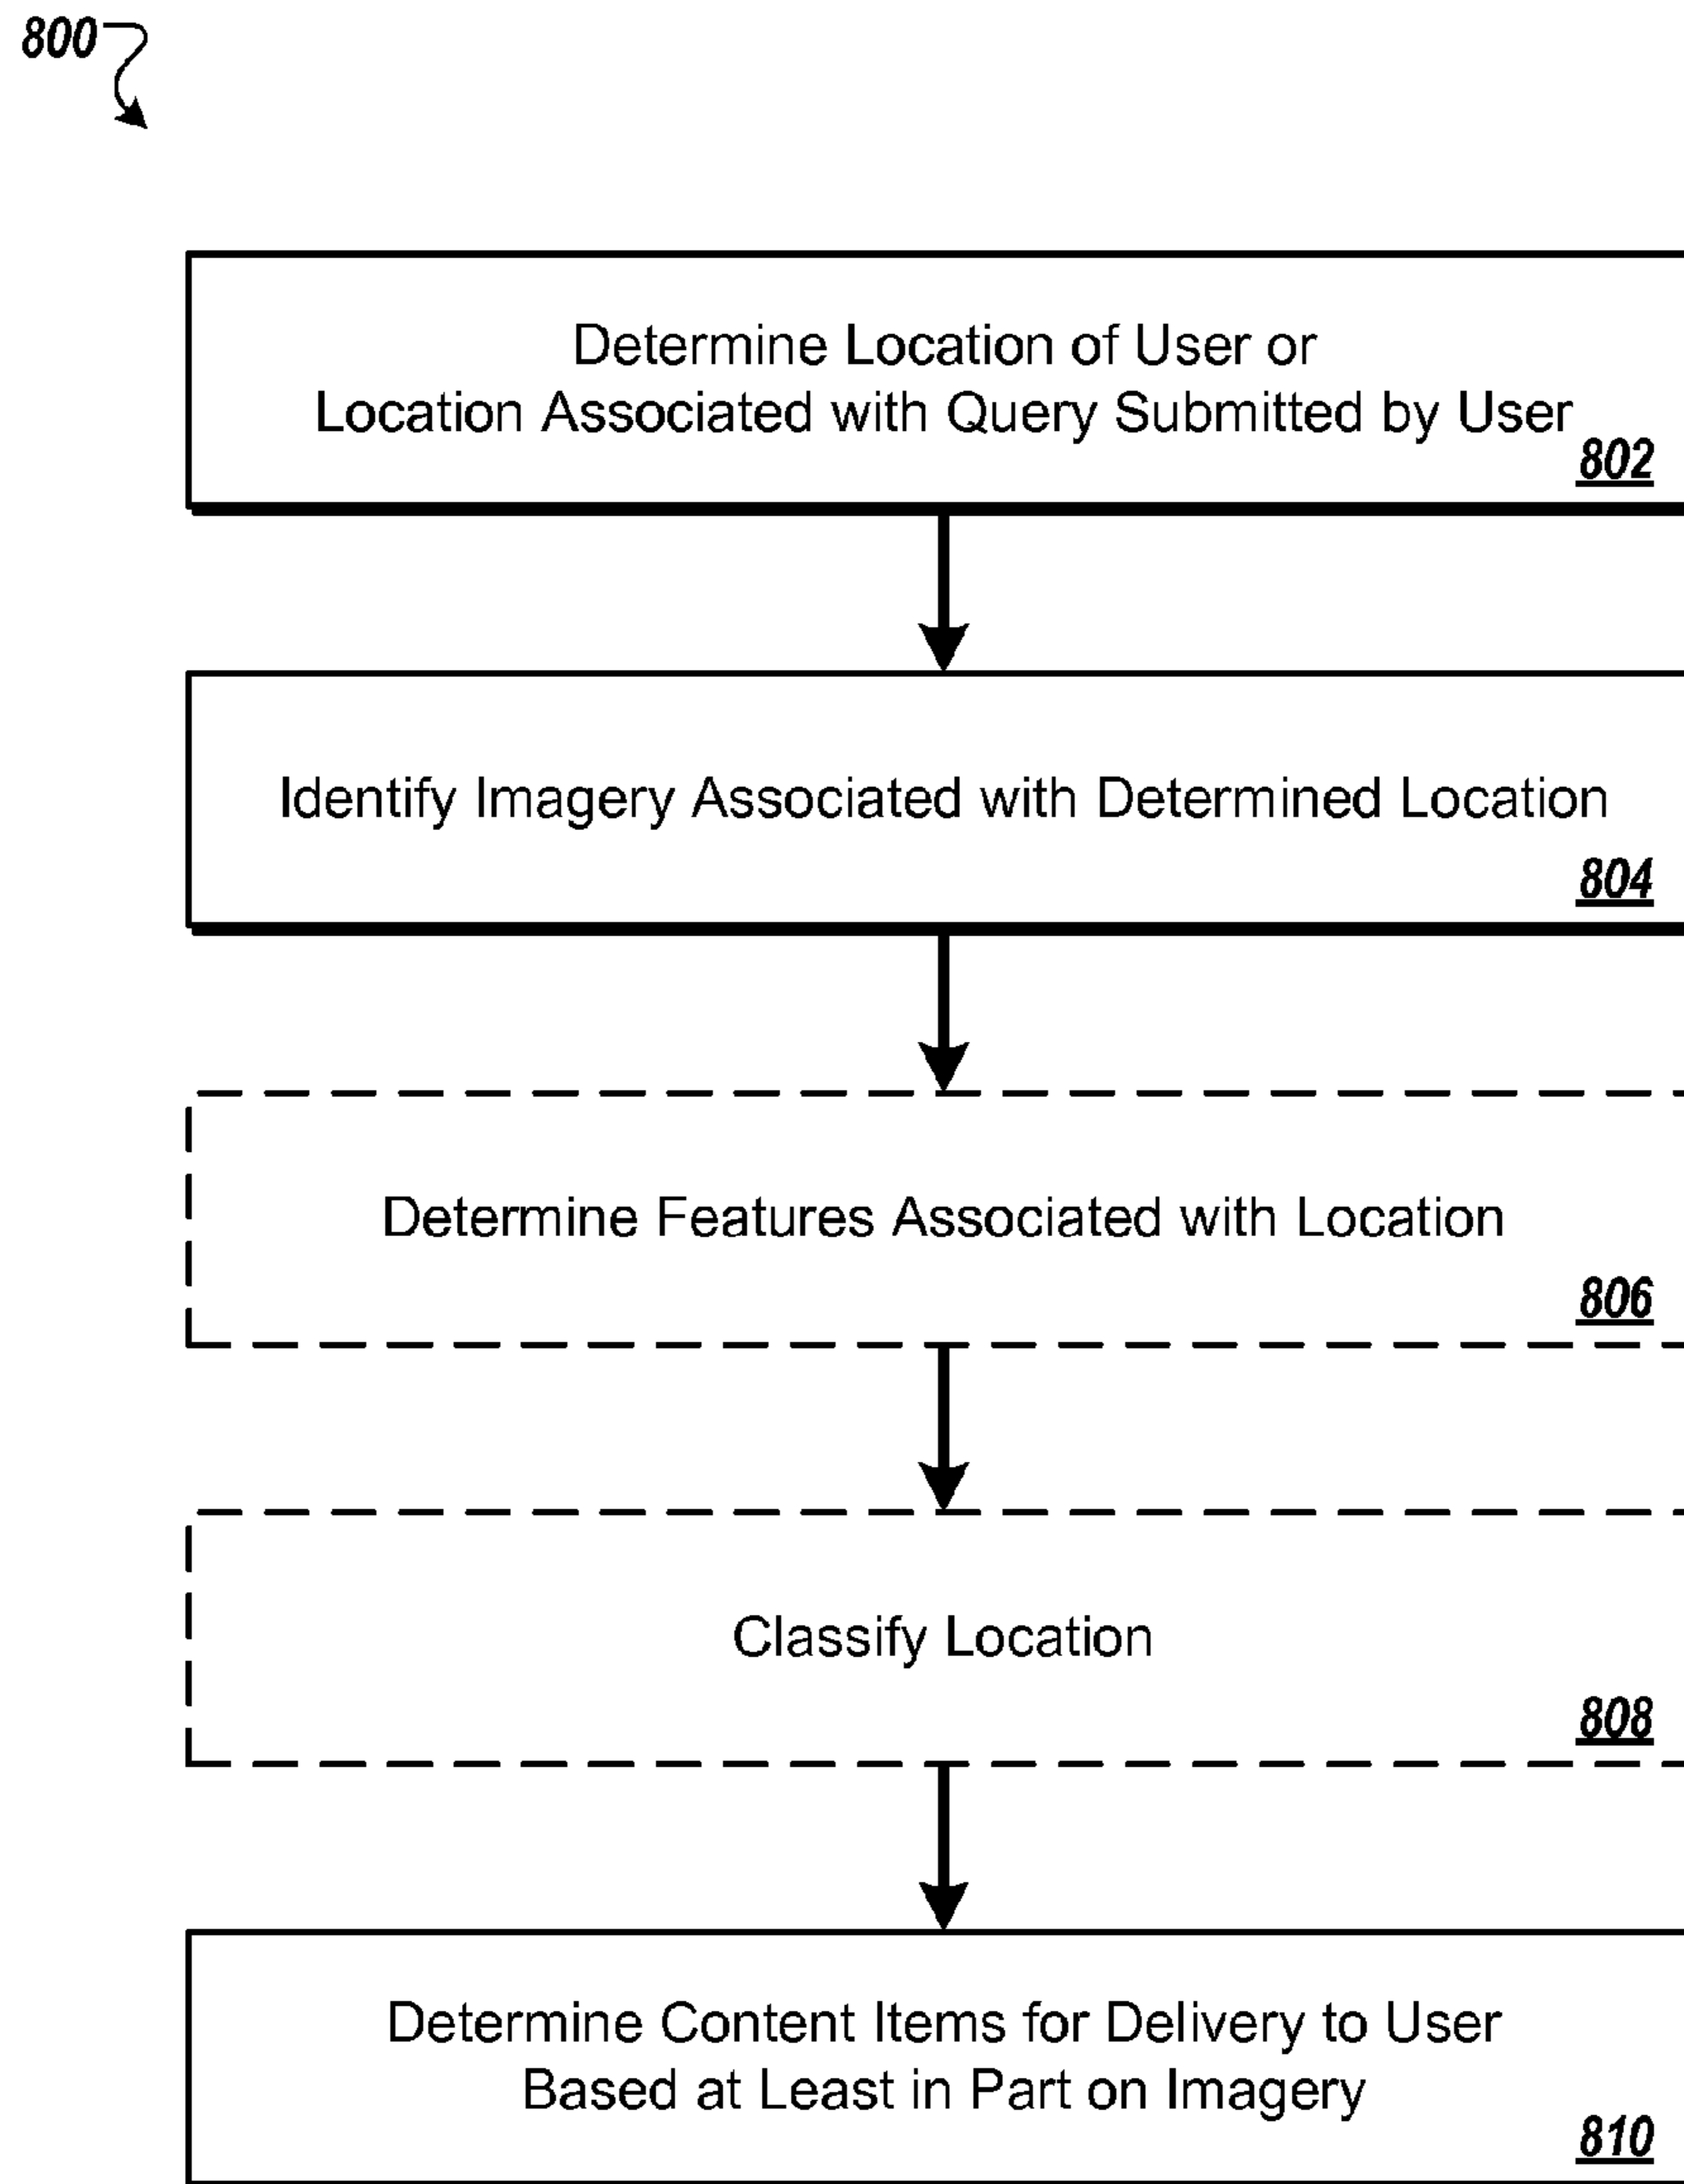 800
Determine Location of User or
Location Associated with Query Submitted by User
802
Identify Imagery Associated with Determined Location
804
Determine Features Associated with Location
806
Classify Location
808
Determine Content Items for Delivery to User
Based at Least in Part on Imagery
810